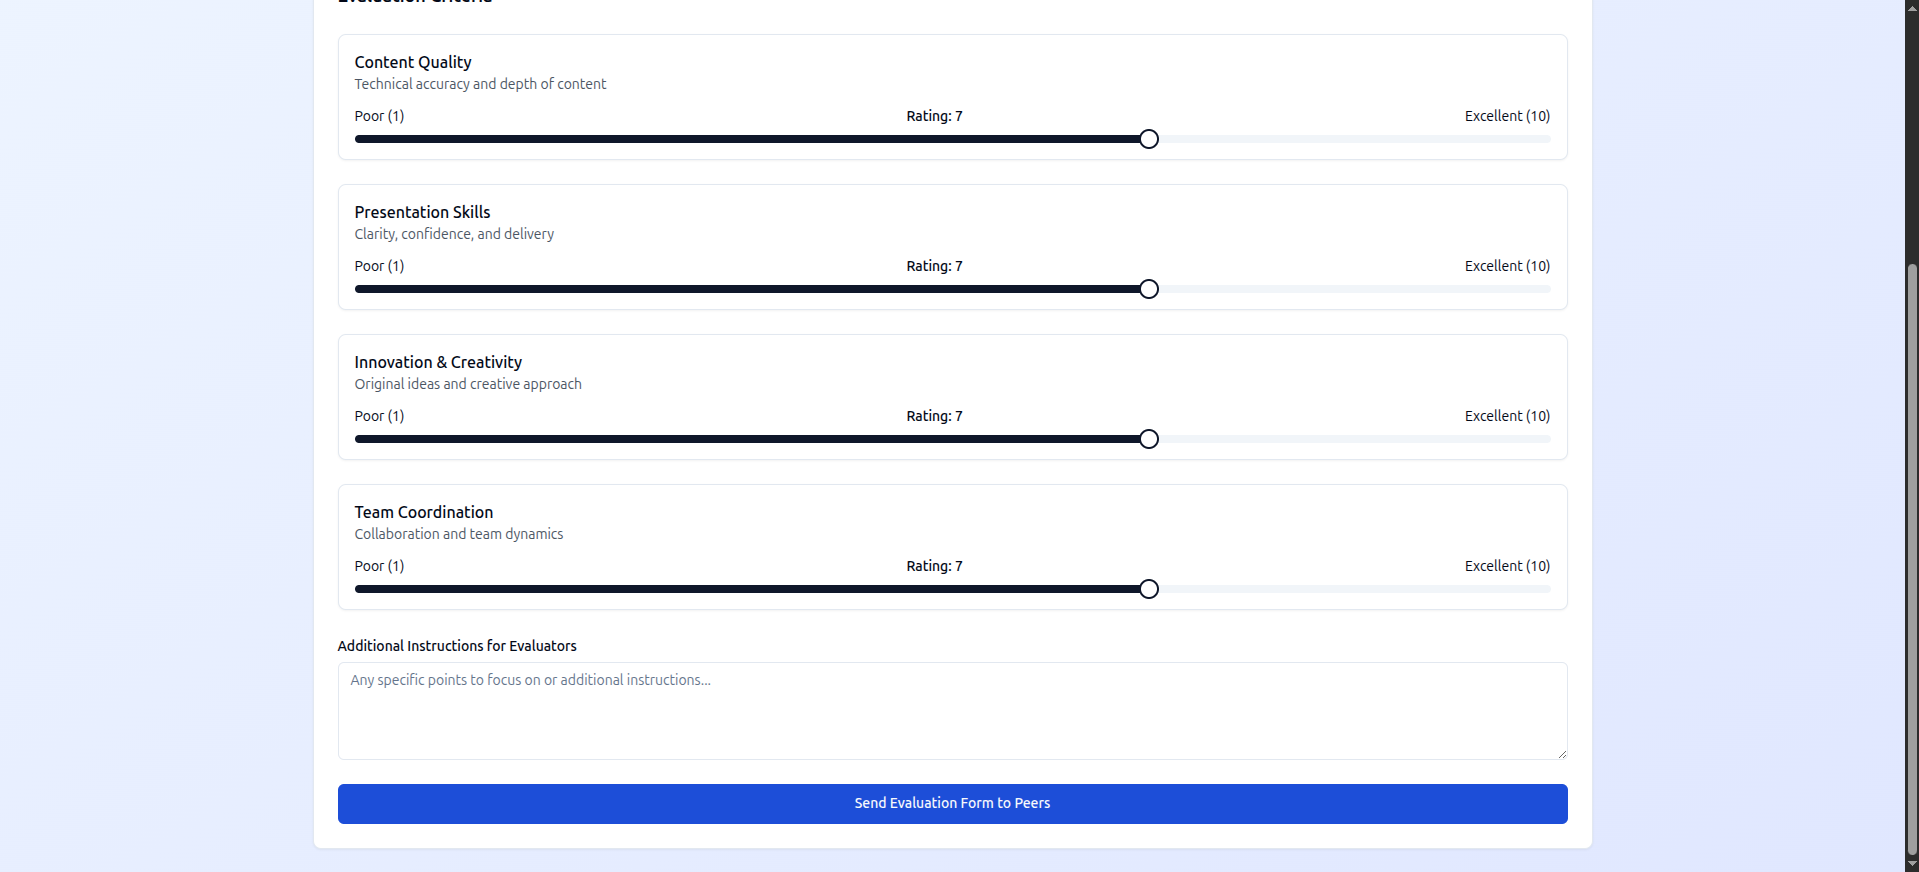 Evaluation Criteria
Content Quality
Technical accuracy and depth of content
Poor (1) Rating: 7 Excellent (10)
Presentation Skills
Clarity, confidence, and delivery
Poor (1) Rating: 7 Excellent (10)
Innovation & Creativity
Original ideas and creative approach
Poor (1) Rating: 7 Excellent (10)
Team Coordination
Collaboration and team dynamics
Poor (1) Rating: 7 Excellent (10)
Additional Instructions for Evaluators
Any specific points to focus on or additional instructions...
Send Evaluation Form to Peers